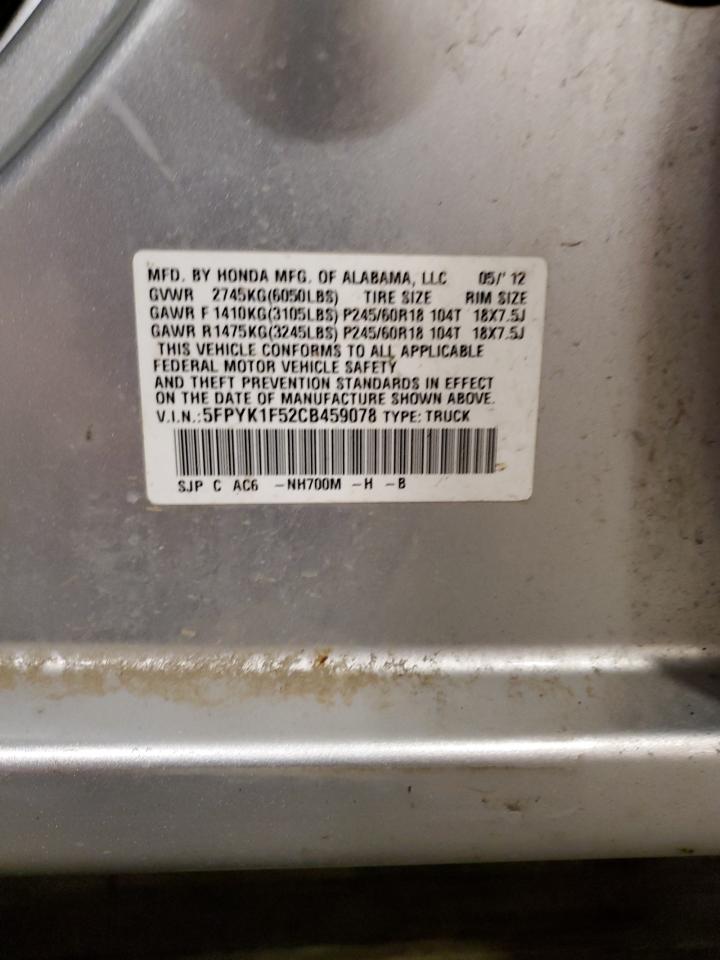 MFD. BY HONDA MFG. OF ALABAMA, LLC 05/'12
GVWR 2745KG(6050LBS) TIRE SIZE RIM SIZE
GAWR F 1410KG(3105LBS) P245/60R18 104T 18X7.5J
GAWR R1475KG(3245LBS) P245/60R18 104T 18X7.5J
THIS VEHICLE CONFORMS TO ALL APPLICABLE
FEDERAL MOTOR VEHICLE SAFETY
AND THEFT PREVENTION STANDARDS IN EFFECT
ON THE DATE OF MANUFACTURE SHOWN ABOVE.
V.I.N.:5FPYK1F52CB459078 TYPE: TRUCK
SJP C AC6 -NH700M -H -B